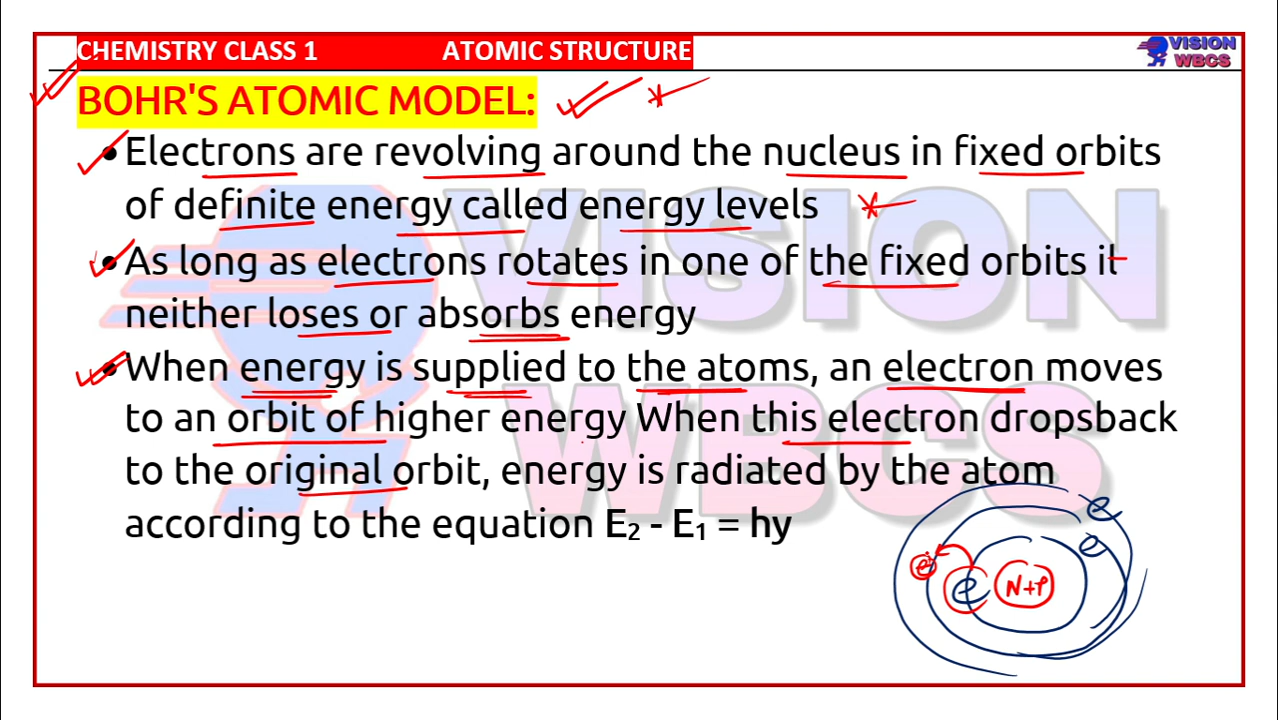 CHEMISTRY CLASS 1 ATOMIC STRUCTURE
VISION
WBCS
BOHR'S ATOMIC MODEL:
• Electrons are revolving around the nucleus in fixed orbits
of definite energy called energy levels
• As long as electrons rotates in one of the fixed orbits it
neither loses or absorbs energy
• When energy is supplied to the atoms, an electron moves
to an orbit of higher energy When this electron dropsback
to the original orbit, energy is radiated by the atom
according to the equation E₂ - E₁ = hy
VISION
WBCS
e
e
e
e
N+P